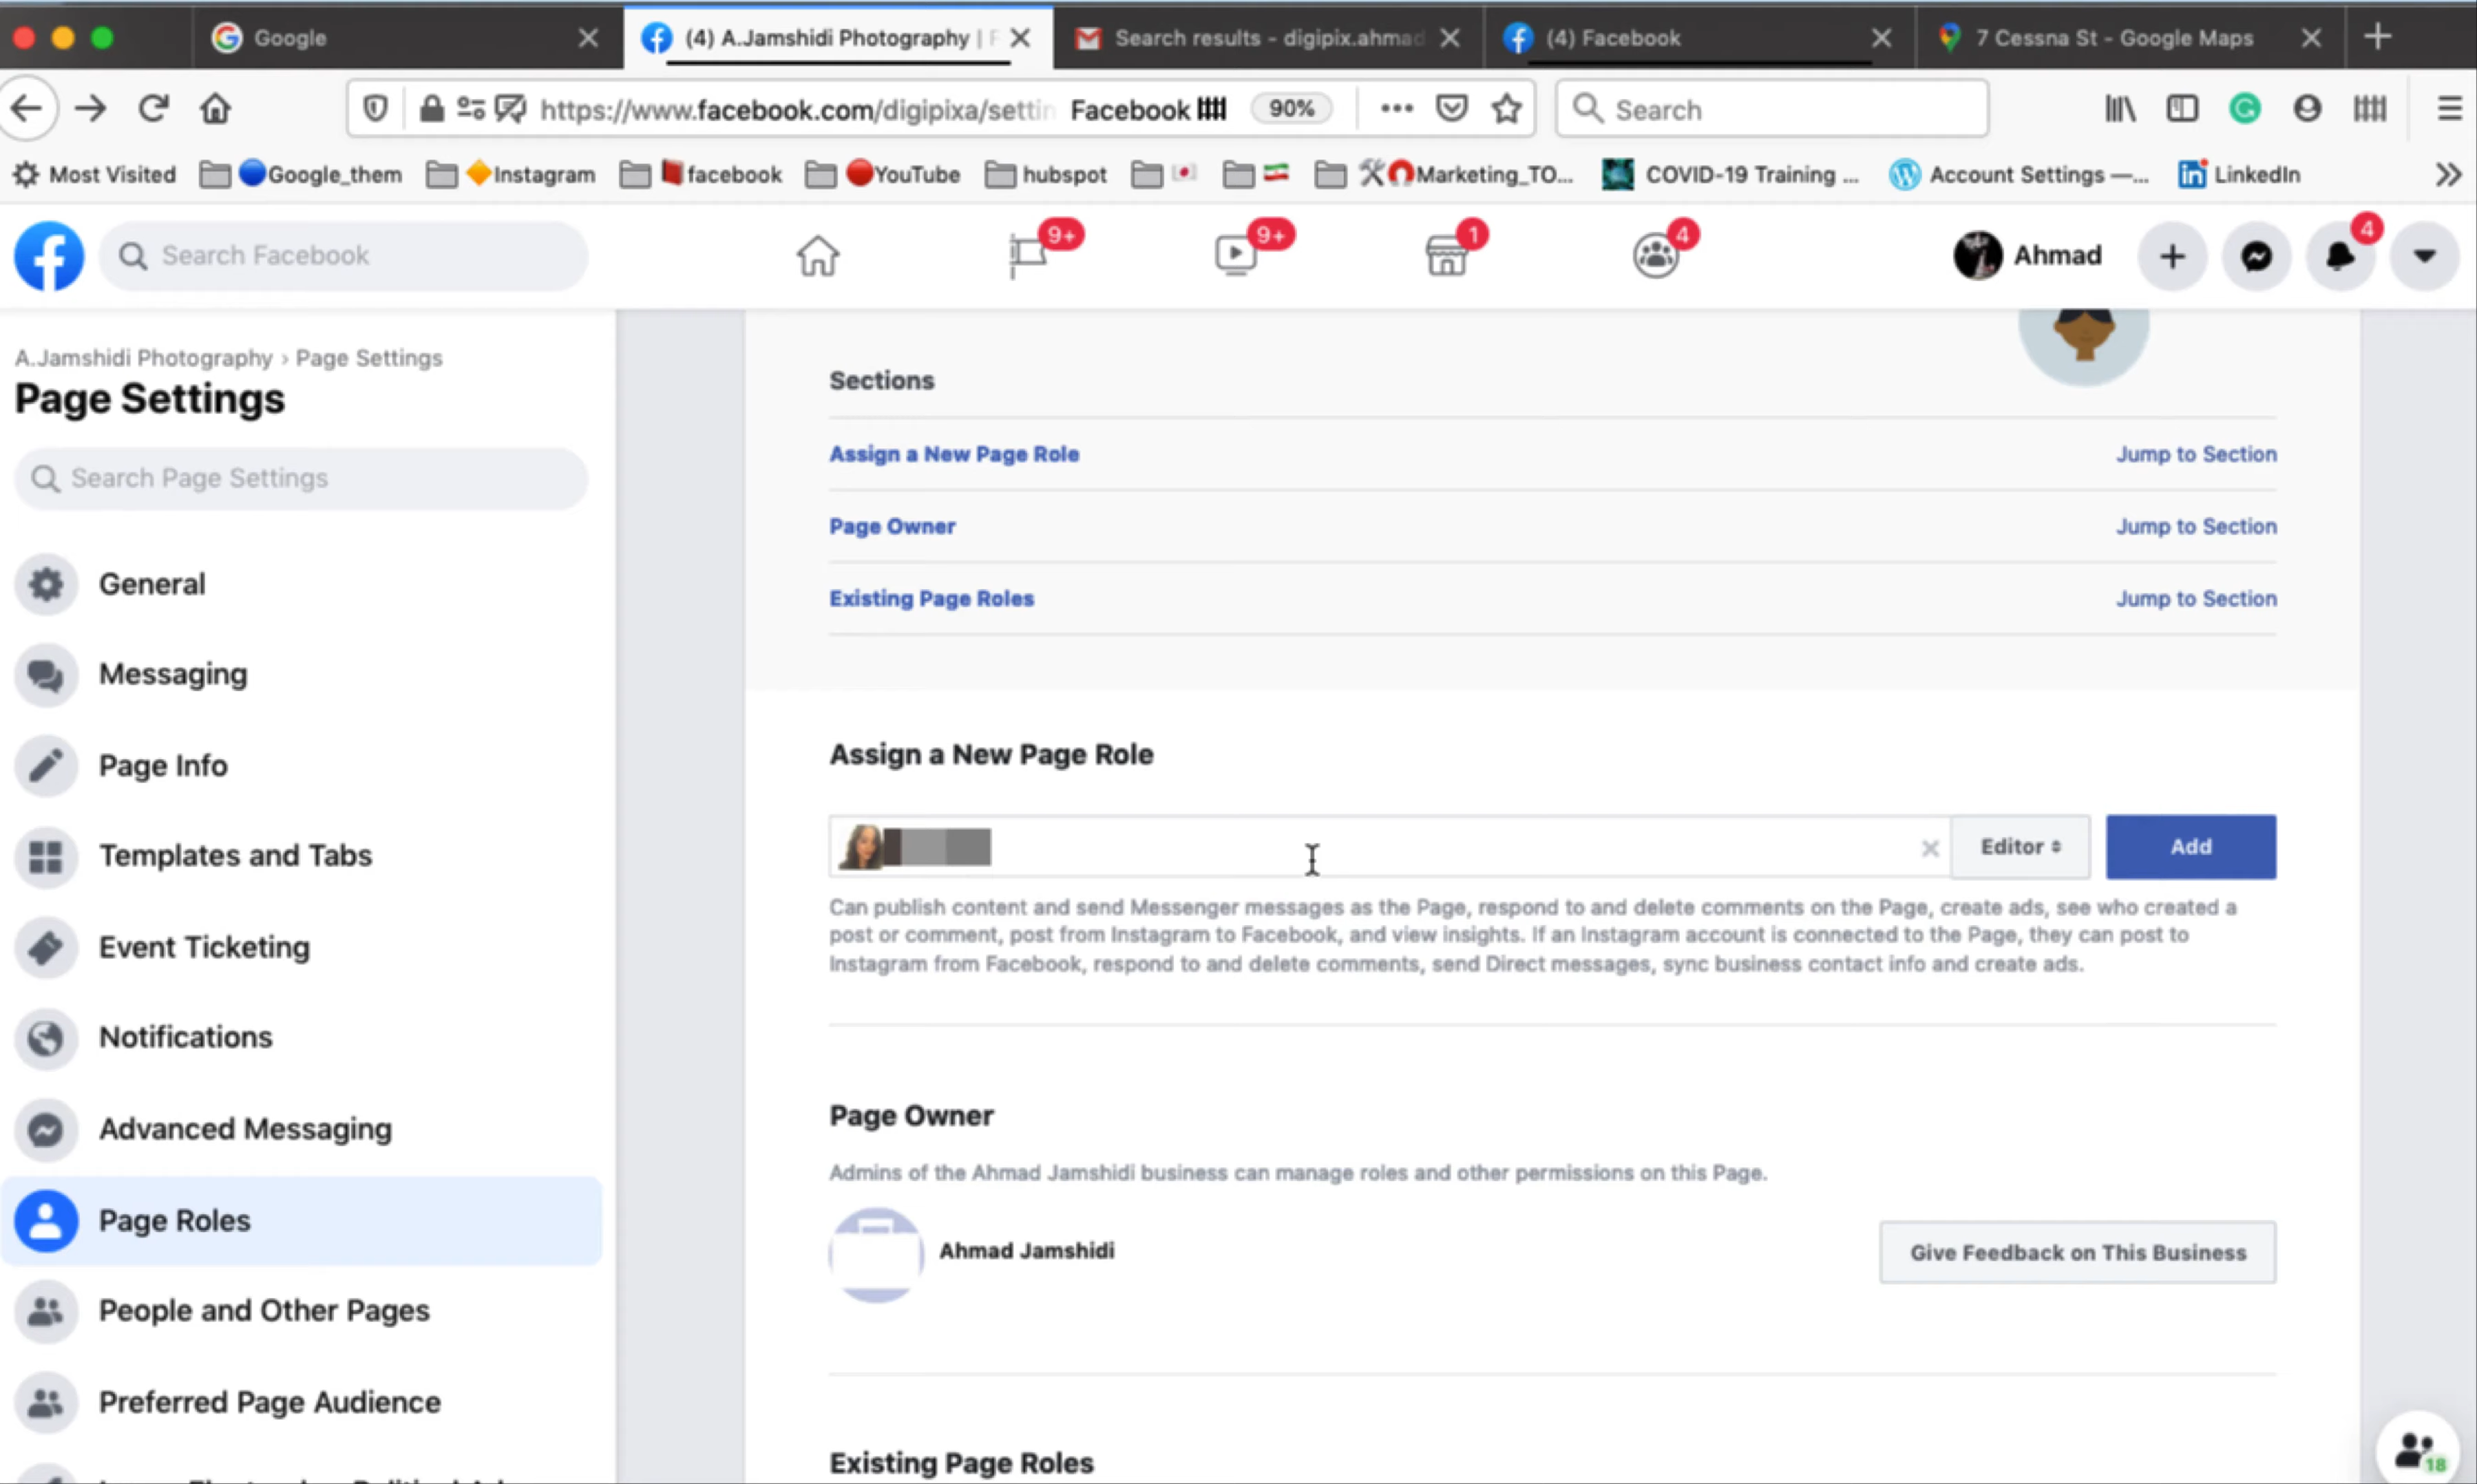 Google
(4) A.Jamshidi Photography |
Search results - digipix.ahmad
(4) Facebook
7 Cessna St - Google Maps
https://www.facebook.com/digipixa/settin
Facebook
90%
Search
Most Visited
Google_them
Instagram
facebook
YouTube
hubspot
Marketing_TO...
COVID-19 Training ...
Account Settings —...
LinkedIn
Search Facebook
9+
9+
1
4
Ahmad
4
A.Jamshidi Photography › Page Settings
Page Settings
Search Page Settings
General
Messaging
Page Info
Templates and Tabs
Event Ticketing
Notifications
Advanced Messaging
Page Roles
People and Other Pages
Preferred Page Audience
Sections
Assign a New Page Role
Jump to Section
Page Owner
Jump to Section
Existing Page Roles
Jump to Section
Assign a New Page Role
Editor
Add
Can publish content and send Messenger messages as the Page, respond to and delete comments on the Page, create ads, see who created a
post or comment, post from Instagram to Facebook, and view insights. If an Instagram account is connected to the Page, they can post to
Instagram from Facebook, respond to and delete comments, send Direct messages, sync business contact info and create ads.
Page Owner
Admins of the Ahmad Jamshidi business can manage roles and other permissions on this Page.
Ahmad Jamshidi
Give Feedback on This Business
Existing Page Roles
18